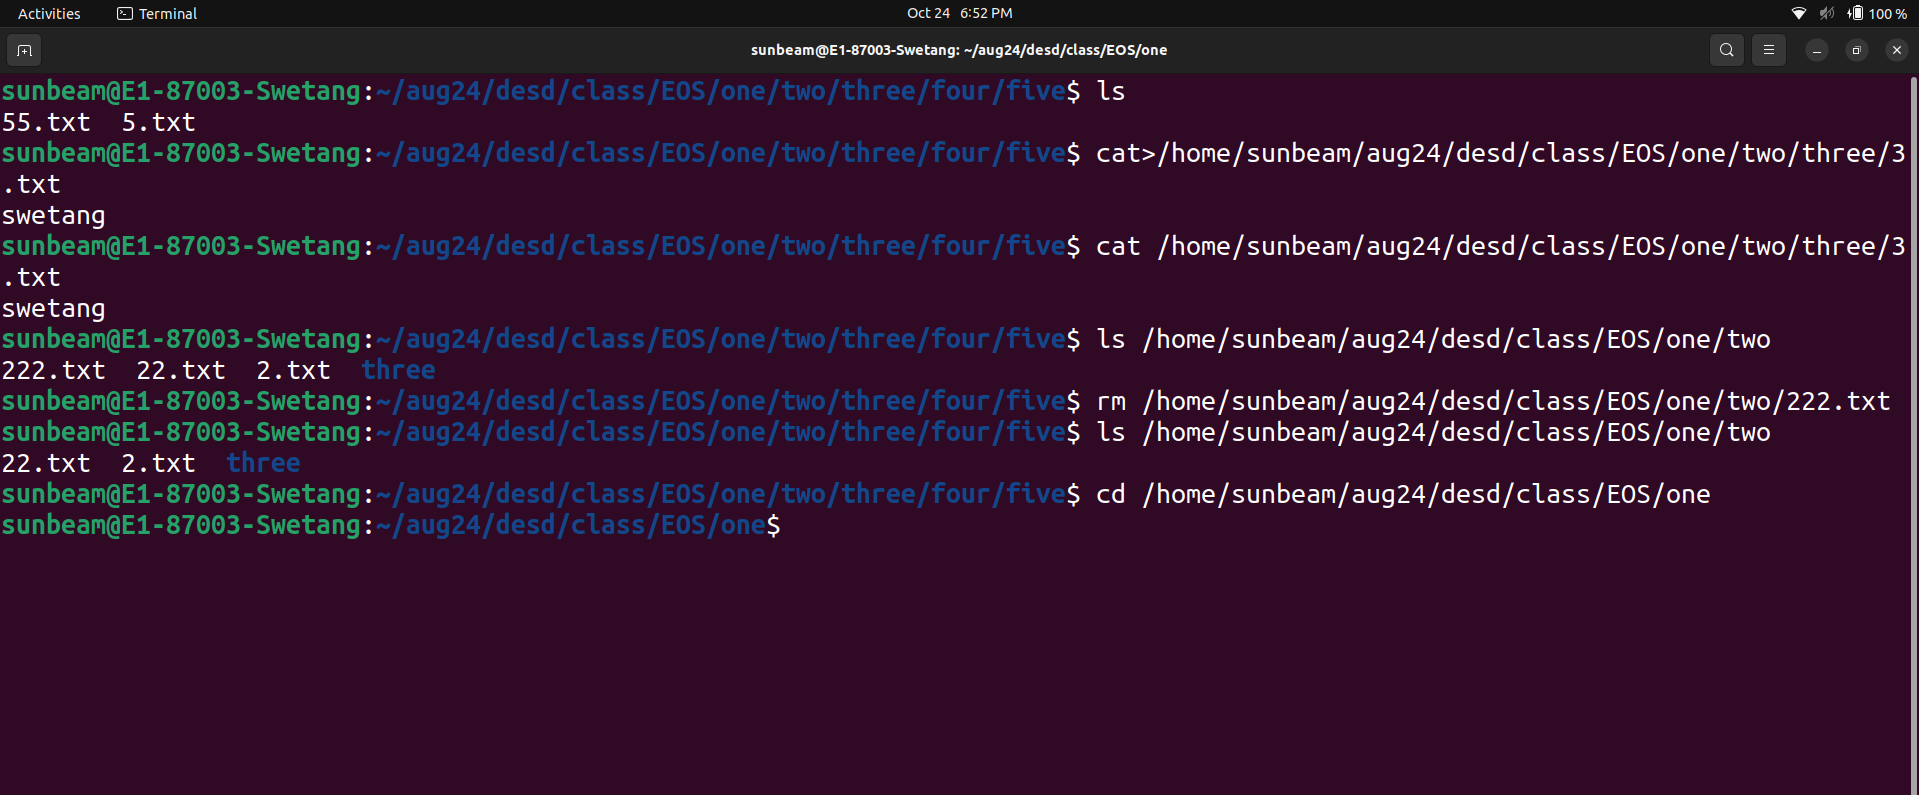 Activities Terminal Oct 24 6:52 PM 100 %
sunbeam@E1-87003-Swetang: ~/aug24/desd/class/EOS/one
sunbeam@E1-87003-Swetang:~/aug24/desd/class/EOS/one/two/three/four/five$ ls
55.txt  5.txt
sunbeam@E1-87003-Swetang:~/aug24/desd/class/EOS/one/two/three/four/five$ cat>/home/sunbeam/aug24/desd/class/EOS/one/two/three/3
.txt
swetang
sunbeam@E1-87003-Swetang:~/aug24/desd/class/EOS/one/two/three/four/five$ cat /home/sunbeam/aug24/desd/class/EOS/one/two/three/3
.txt
swetang
sunbeam@E1-87003-Swetang:~/aug24/desd/class/EOS/one/two/three/four/five$ ls /home/sunbeam/aug24/desd/class/EOS/one/two
222.txt  22.txt  2.txt  three
sunbeam@E1-87003-Swetang:~/aug24/desd/class/EOS/one/two/three/four/five$ rm /home/sunbeam/aug24/desd/class/EOS/one/two/222.txt
sunbeam@E1-87003-Swetang:~/aug24/desd/class/EOS/one/two/three/four/five$ ls /home/sunbeam/aug24/desd/class/EOS/one/two
22.txt  2.txt  three
sunbeam@E1-87003-Swetang:~/aug24/desd/class/EOS/one/two/three/four/five$ cd /home/sunbeam/aug24/desd/class/EOS/one
sunbeam@E1-87003-Swetang:~/aug24/desd/class/EOS/one$